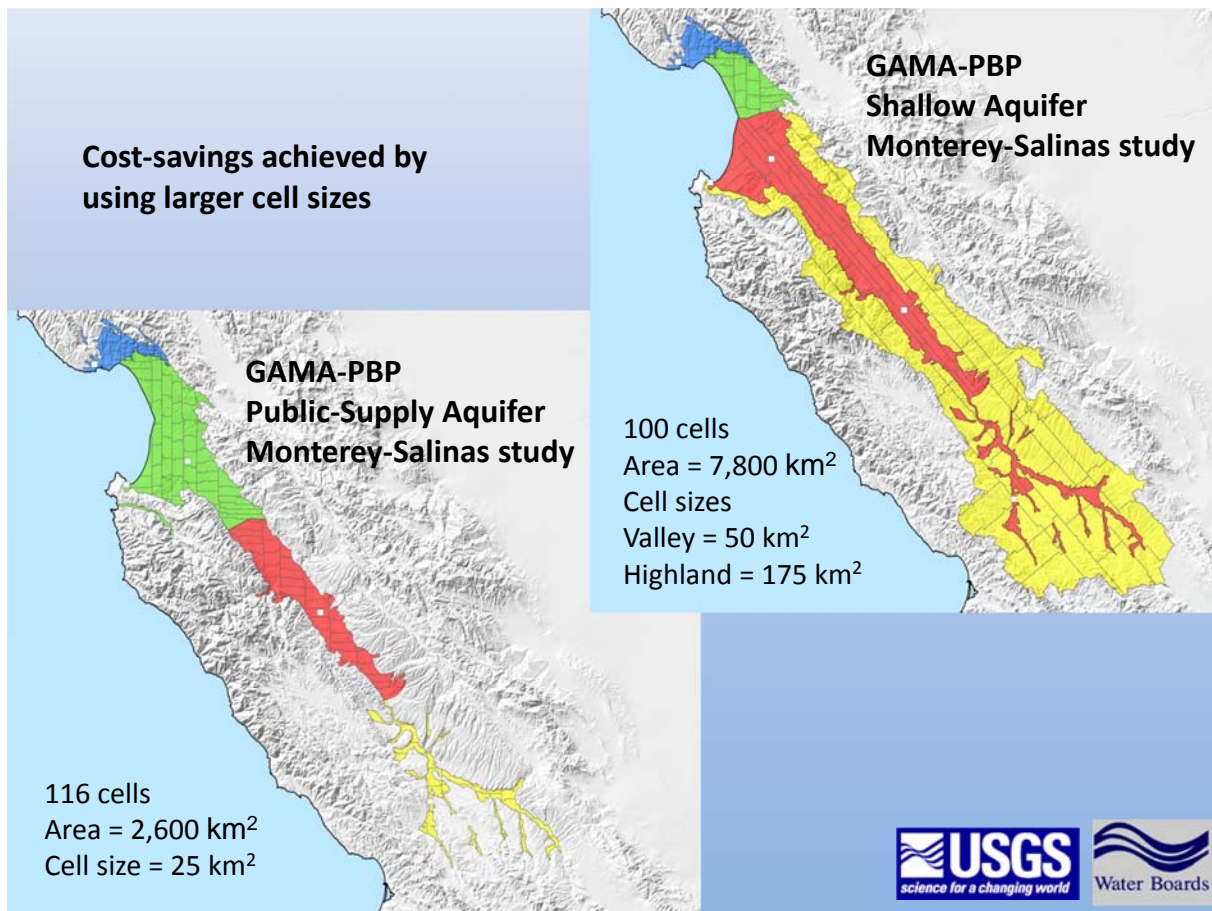 Cost-savings achieved by
using larger cell sizes
GAMA-PBP
Shallow Aquifer
Monterey-Salinas study
100 cells
Area = 7,800 km²
Cell sizes
Valley = 50 km²
Highland = 175 km²
GAMA-PBP
Public-Supply Aquifer
Monterey-Salinas study
116 cells
Area = 2,600 km²
Cell size = 25 km²
USGS
science for a changing world
Water Boards